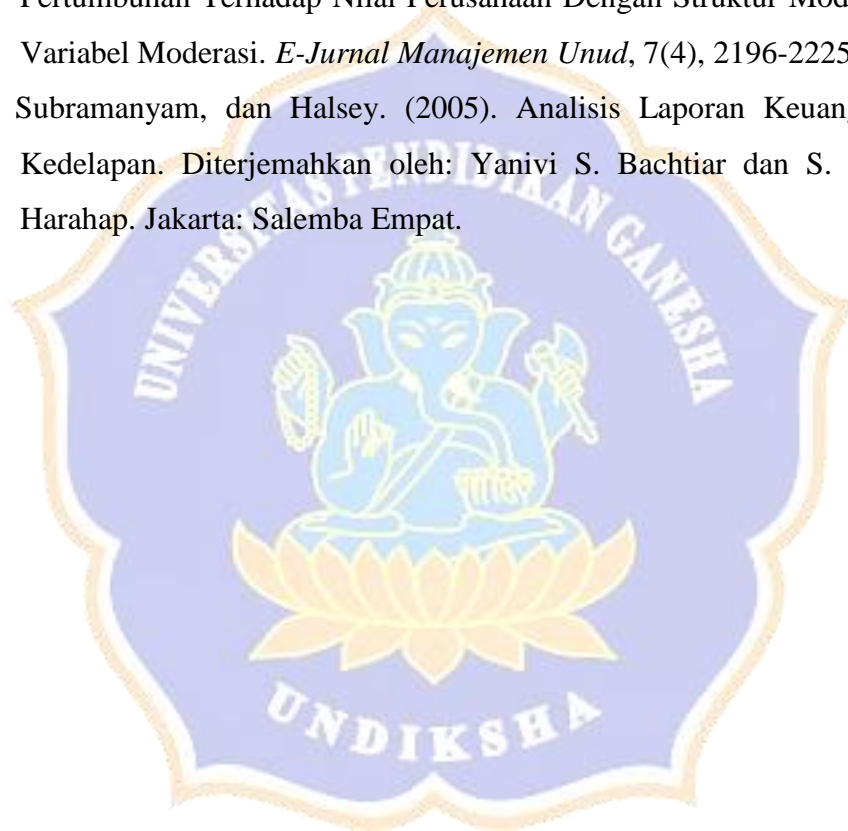 Pertumbuhan Terhadap Nilai Perusahaan Dengan Struktur Mod
Variabel Moderasi. E-Jurnal Manajemen Unud, 7(4), 2196-2225
Subramanyam, dan Halsey. (2005). Analisis Laporan Keuang
Kedelapan. Diterjemahkan oleh: Yanivi S. Bachtiar dan S.
Harahap. Jakarta: Salemba Empat.
UNIVERSITAS PENDIDIKAN GANESHA
UNDIKSHA